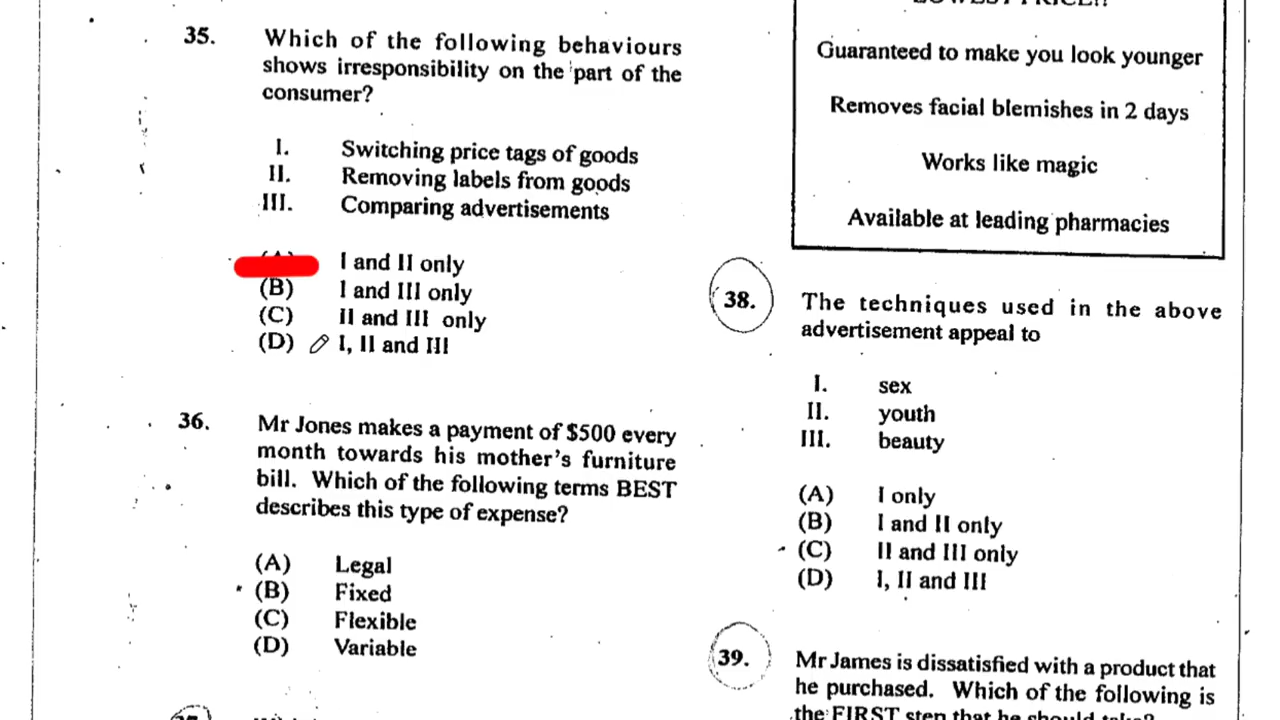 35. Which of the following behaviours
shows irresponsibility on the part of the
consumer?
I. Switching price tags of goods
II. Removing labels from goods
III. Comparing advertisements
I and II only
(B) I and III only
(C) II and III only
(D) I, II and III
36. Mr Jones makes a payment of $500 every
month towards his mother's furniture
bill. Which of the following terms BEST
describes this type of expense?
(A) Legal
(B) Fixed
(C) Flexible
(D) Variable
Guaranteed to make you look younger
Removes facial blemishes in 2 days
Works like magic
Available at leading pharmacies
38. The techniques used in the above
advertisement appeal to
I. sex
II. youth
III. beauty
(A) I only
(B) I and II only
(C) II and III only
(D) I, II and III
39. Mr James is dissatisfied with a product that
he purchased. Which of the following is
the FIRST step that he should take?